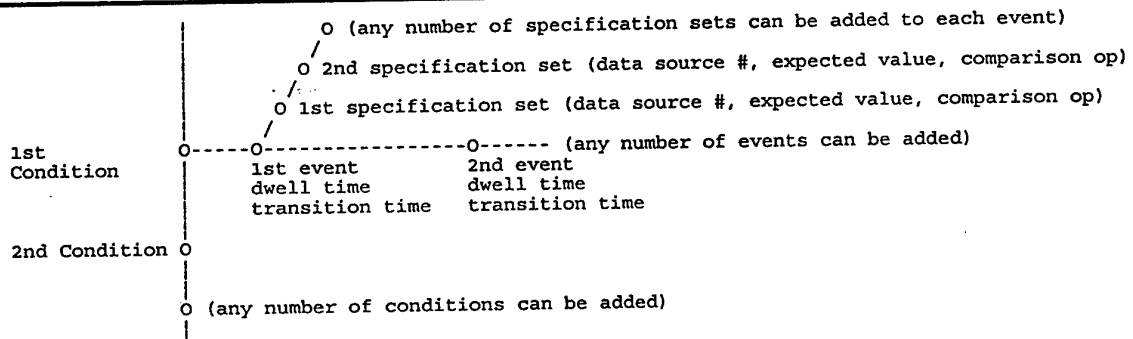 O (any number of specification sets can be added to each event)
O 2nd specification set (data source #, expected value, comparison op)
O 1st specification set (data source #, expected value, comparison op)
1st O-----O-----------------O------ (any number of events can be added)
Condition 1st event 2nd event
dwell time dwell time
transition time transition time
2nd Condition O
O (any number of conditions can be added)